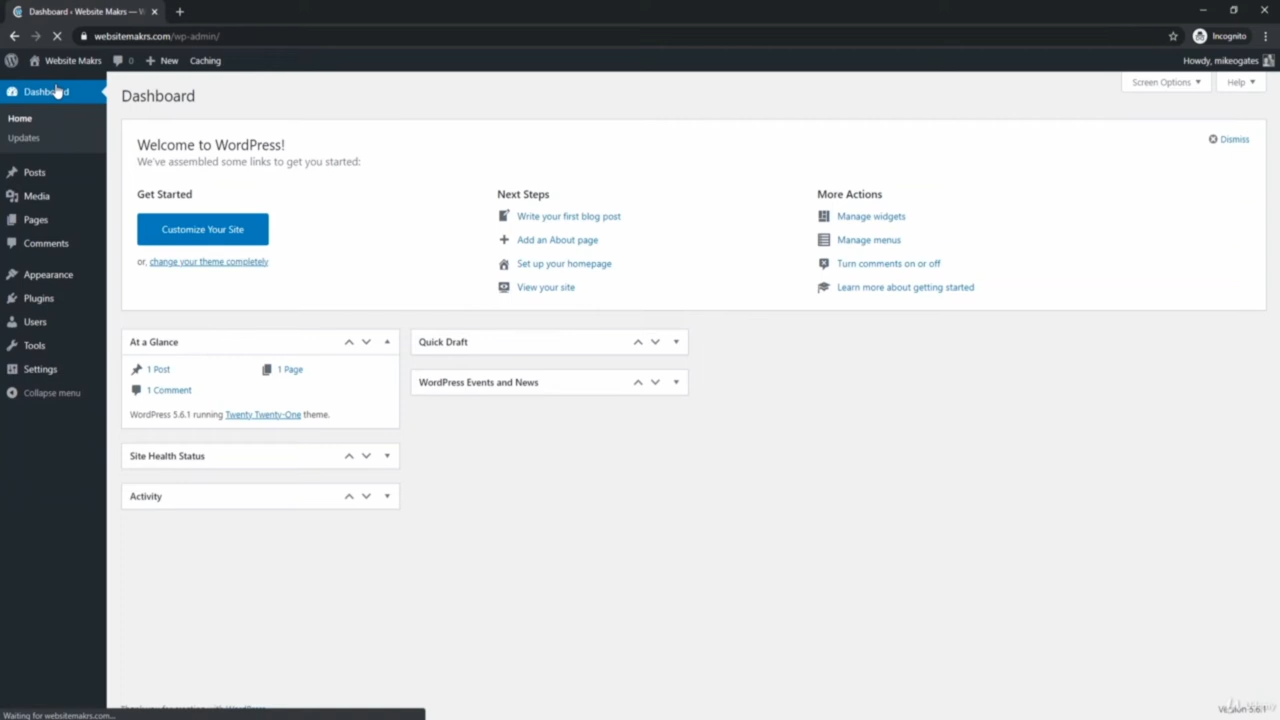 Dashboard ‹ Website Makrs — W
websitemakrs.com/wp-admin/
Incognito
Website Makrs
0
New
Caching
Howdy, mikeogates
Dashboard
Home
Updates
Posts
Media
Pages
Comments
Appearance
Plugins
Users
Tools
Settings
Collapse menu
Dashboard
Screen Options
Help
Welcome to WordPress!
We've assembled some links to get you started:
Dismiss
Get Started
Customize Your Site
or, change your theme completely
Next Steps
Write your first blog post
Add an About page
Set up your homepage
View your site
More Actions
Manage widgets
Manage menus
Turn comments on or off
Learn more about getting started
At a Glance
1 Post
1 Page
1 Comment
WordPress 5.6.1 running Twenty Twenty-One theme.
Site Health Status
Activity
Quick Draft
WordPress Events and News
Waiting for websitemakrs.com...
Version 5.6.1